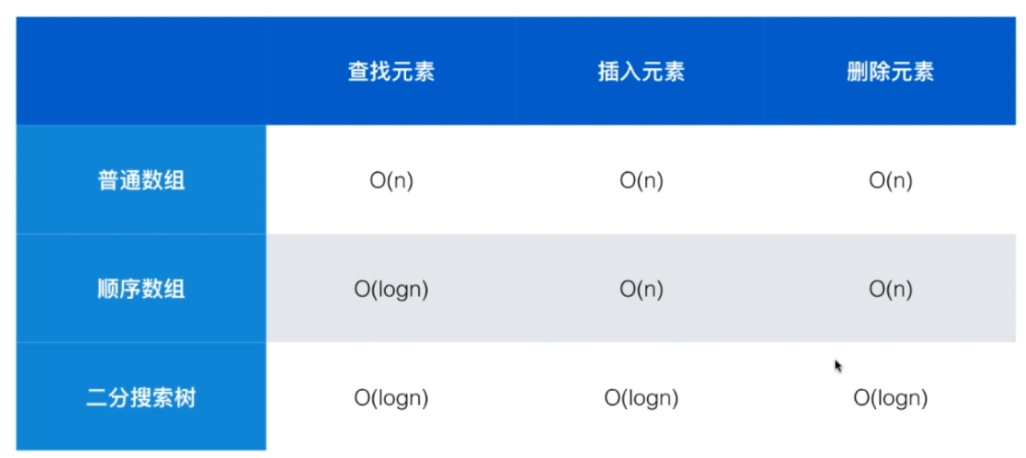 查找元素 插入元素 删除元素
普通数组 O(n) O(n) O(n)
顺序数组 O(logn) O(n) O(n)
二分搜索树 O(logn) O(logn) O(logn)